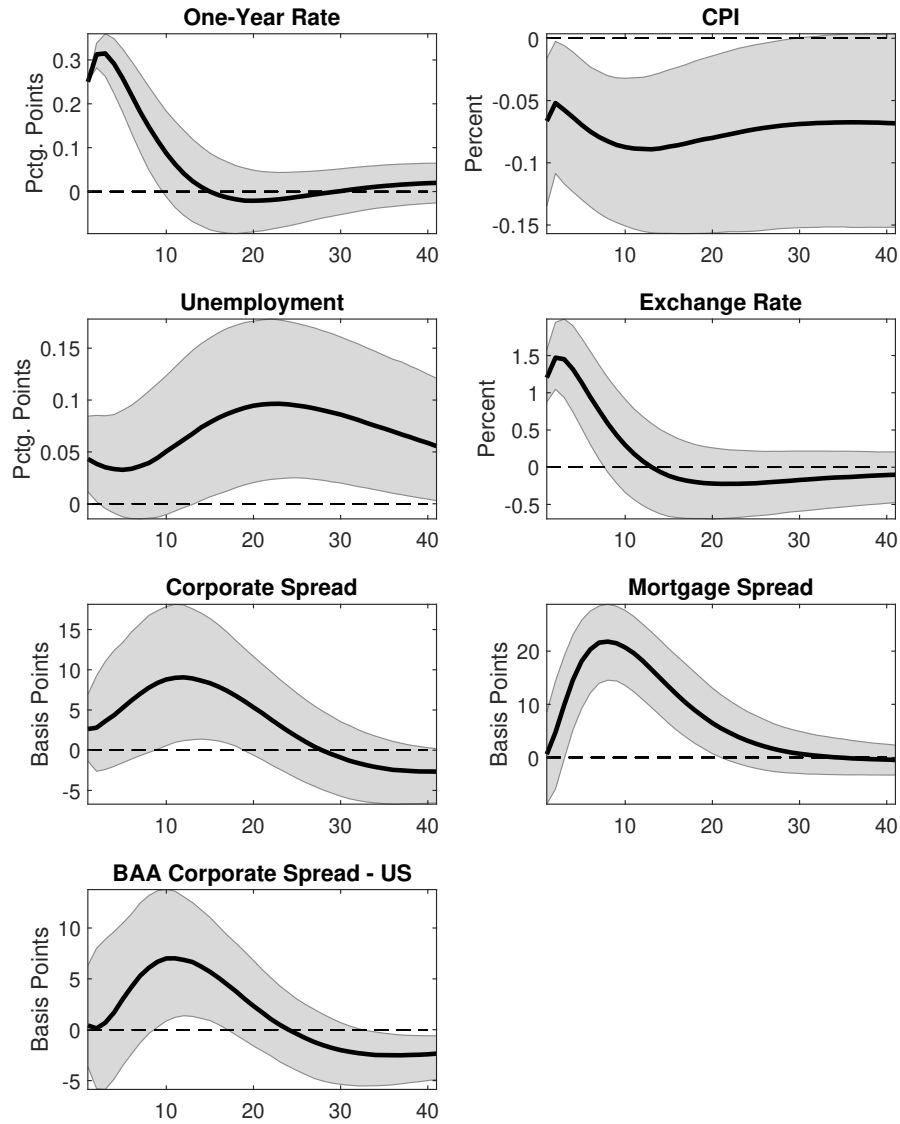 One-Year Rate
Pctg. Points
0.3
0.2
0.1
0
10 20 30 40
CPI
Percent
0
-0.05
-0.1
-0.15
10 20 30 40
Unemployment
Pctg. Points
0.15
0.1
0.05
0
10 20 30 40
Exchange Rate
Percent
1.5
1
0.5
0
-0.5
10 20 30 40
Corporate Spread
Basis Points
15
10
5
0
-5
10 20 30 40
Mortgage Spread
Basis Points
20
10
0
10 20 30 40
BAA Corporate Spread - US
Basis Points
10
5
0
-5
10 20 30 40